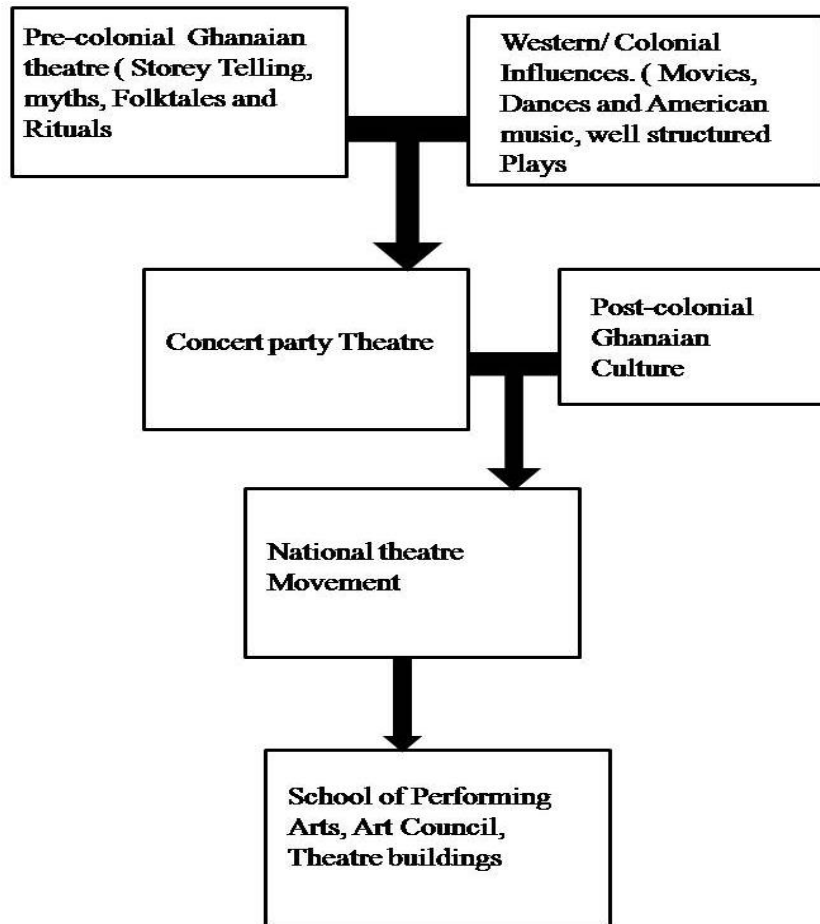 Pre-colonial Ghanaian
theatre ( Storey Telling,
myths, Folktales and
Rituals
Western/ Colonial
Influences. ( Movies,
Dances and American
music, well structured
Plays
Concert party Theatre
Post-colonial
Ghanaian
Culture
National theatre
Movement
School of Performing
Arts, Art Council,
Theatre buildings